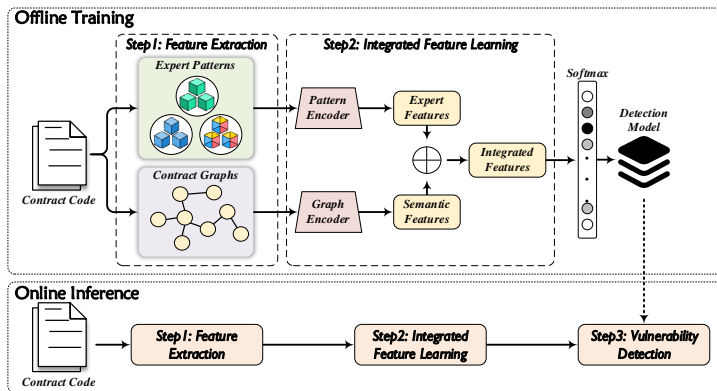 Offline Training
Step1: Feature Extraction
Step2: Integrated Feature Learning
Expert Patterns
Softmax
Pattern
Encoder
Expert
Features
Detection
Model
Contract Code
Integrated
Features
Contract Graphs
Graph
Encoder
Semantic
Features
Online Inference
Contract Code
Step1: Feature
Extraction
Step2: Integrated
Feature Learning
Step3: Vulnerability
Detection